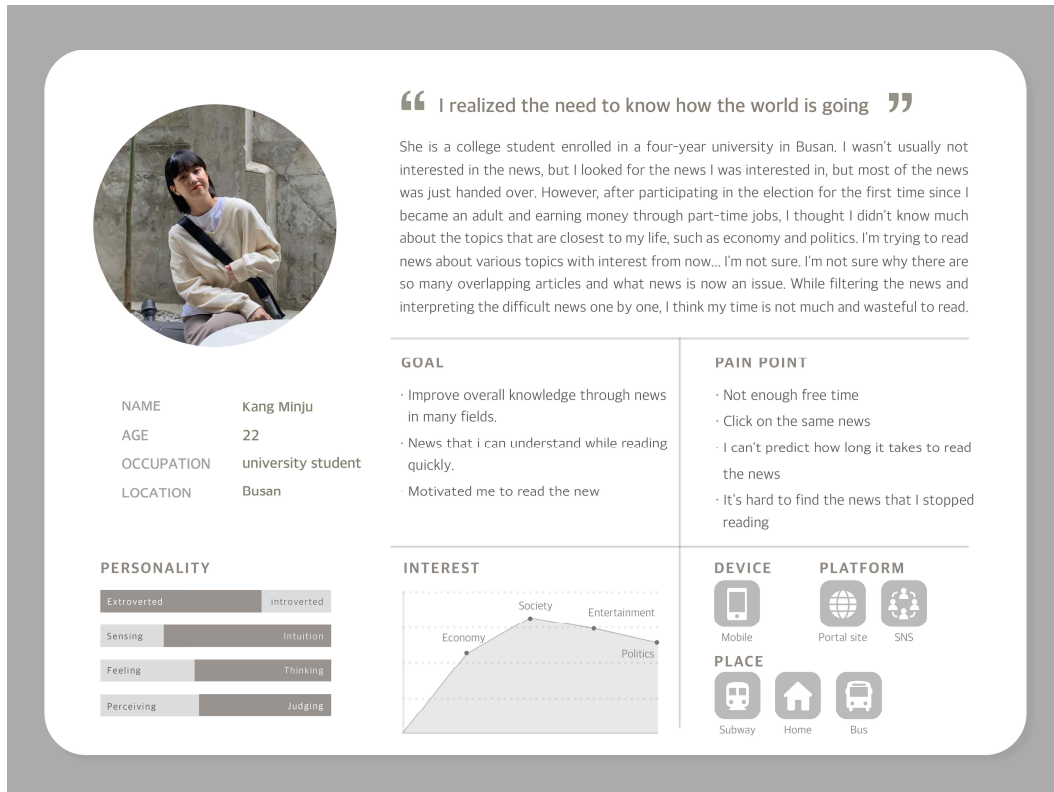 “ I realized the need to know how the world is going ”
She is a college student enrolled in a four-year university in Busan. I wasn't usually not
interested in the news, but I looked for the news I was interested in, but most of the news
was just handed over. However, after participating in the election for the first time since I
became an adult and earning money through part-time jobs, I thought I didn't know much
about the topics that are closest to my life, such as economy and politics. I'm trying to read
news about various topics with interest from now... I'm not sure. I'm not sure why there are
so many overlapping articles and what news is now an issue. While filtering the news and
interpreting the difficult news one by one, I think my time is not much and wasteful to read.
NAME Kang Minju
AGE 22
OCCUPATION university student
LOCATION Busan
GOAL
· Improve overall knowledge through news
in many fields.
· News that i can understand while reading
quickly.
· Motivated me to read the new
PAIN POINT
· Not enough free time
· Click on the same news
· I can't predict how long it takes to read
the news
· It's hard to find the news that I stopped
reading
PERSONALITY
Extroverted introverted
Sensing Intuition
Feeling Thinking
Perceiving Judging
INTEREST
Society
Entertainment
Economy
Politics
DEVICE
Mobile
PLATFORM
Portal site SNS
PLACE
Subway Home Bus